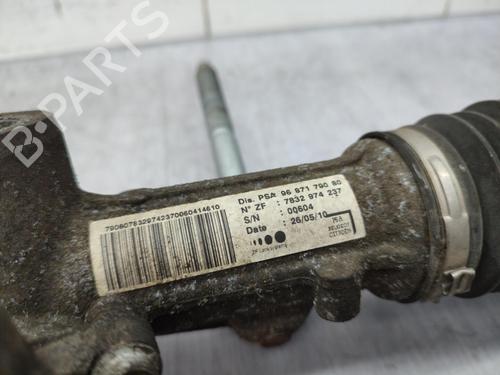 B-PARTS
Dis. PSA 96 871 790 80
N° ZF : 7832 974 237
S/N : 00604
Date : 26/05/10
PSA
PEUGEOT
CITROËN
7908078329742370060414610